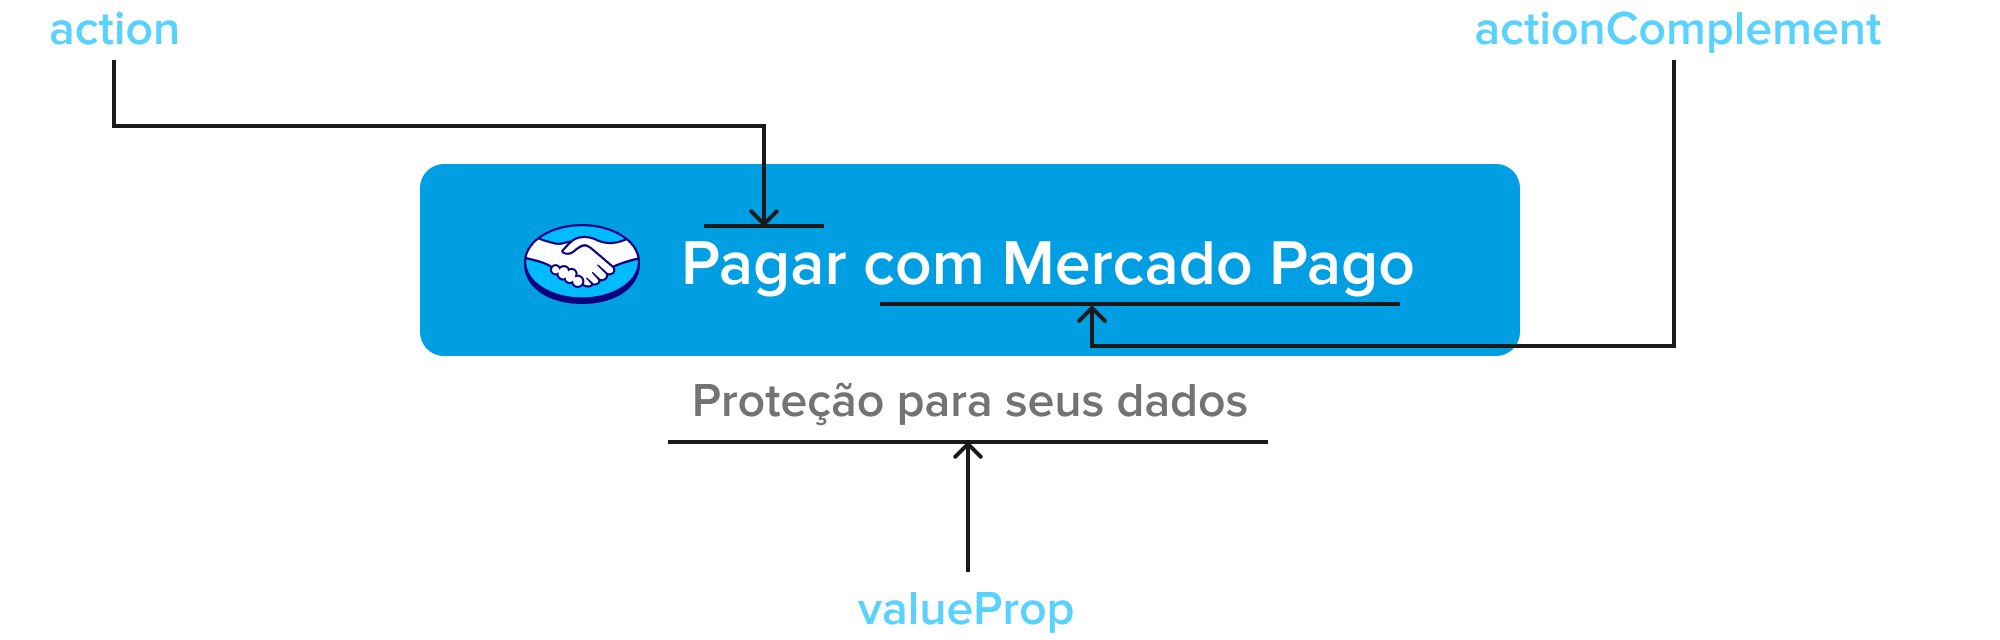 action
actionComplement
Pagar com Mercado Pago
Proteção para seus dados
valueProp